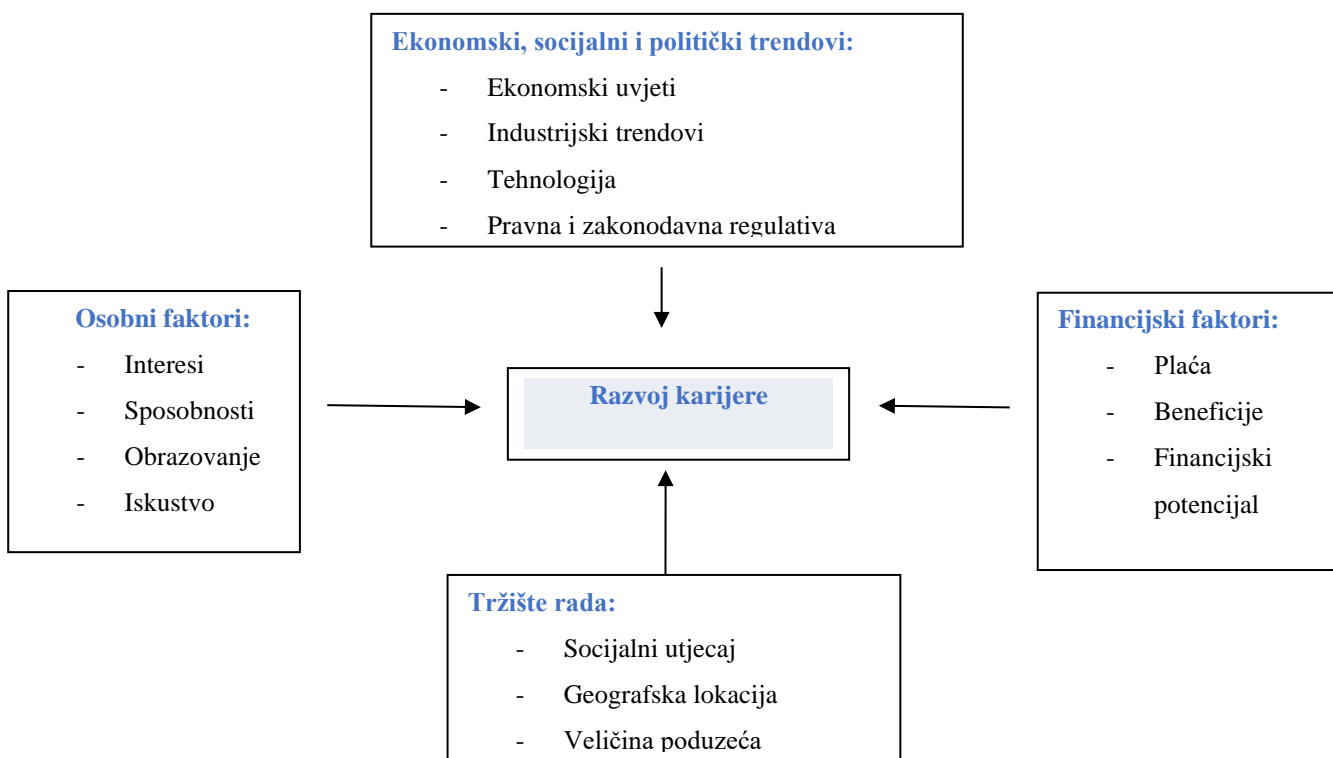 Ekonomski, socijalni i politički trendovi:
- Ekonomski uvjeti
- Industrijski trendovi
- Tehnologija
- Pravna i zakonodavna regulativa
Osobni faktori:
- Interesi
- Sposobnosti
- Obrazovanje
- Iskustvo
Razvoj karijere
Financijski faktori:
- Plaća
- Beneficije
- Financijski
potencijal
Tržište rada:
- Socijalni utjecaj
- Geografska lokacija
- Veličina poduzeća